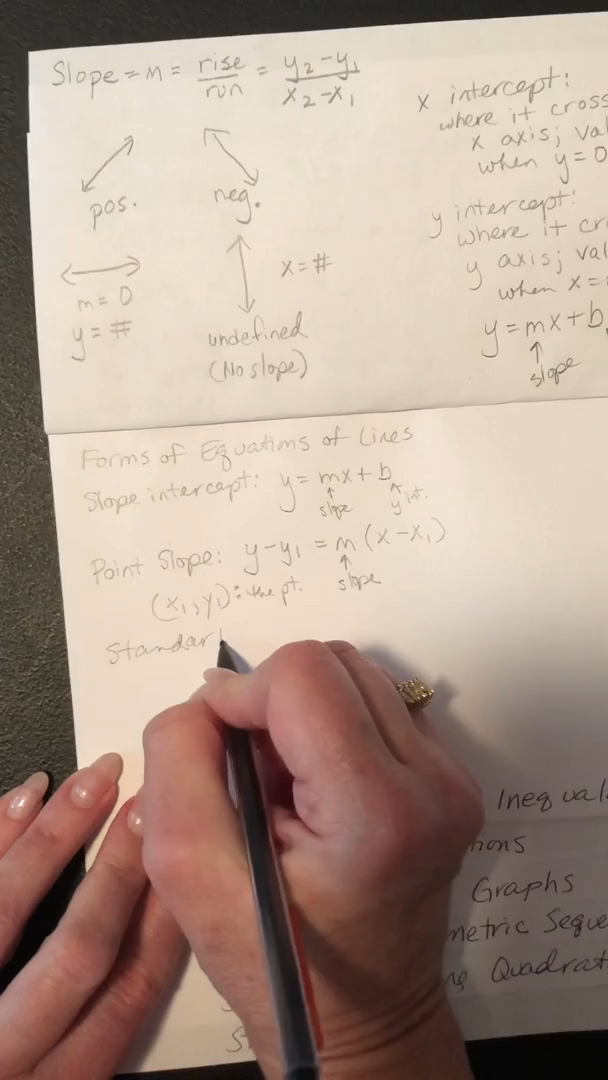 Slope = m = rise/run = y₂-y₁/x₂-x₁
pos.
neg.
m = 0
y = #
x = #
undefined
(No slope)
x intercept:
where it cross
x axis; val
when y = 0
y intercept:
where it cr
y axis; val
when x =
y = mx + b
slope
Forms of Equations of Lines
Slope intercept: y = mx + b
slope
y int.
Point Slope: y-y₁ = m(x-x₁)
(x₁, y₁): the pt.
slope
Standar
Inequal
Graphs
metric Seque
Quadrat